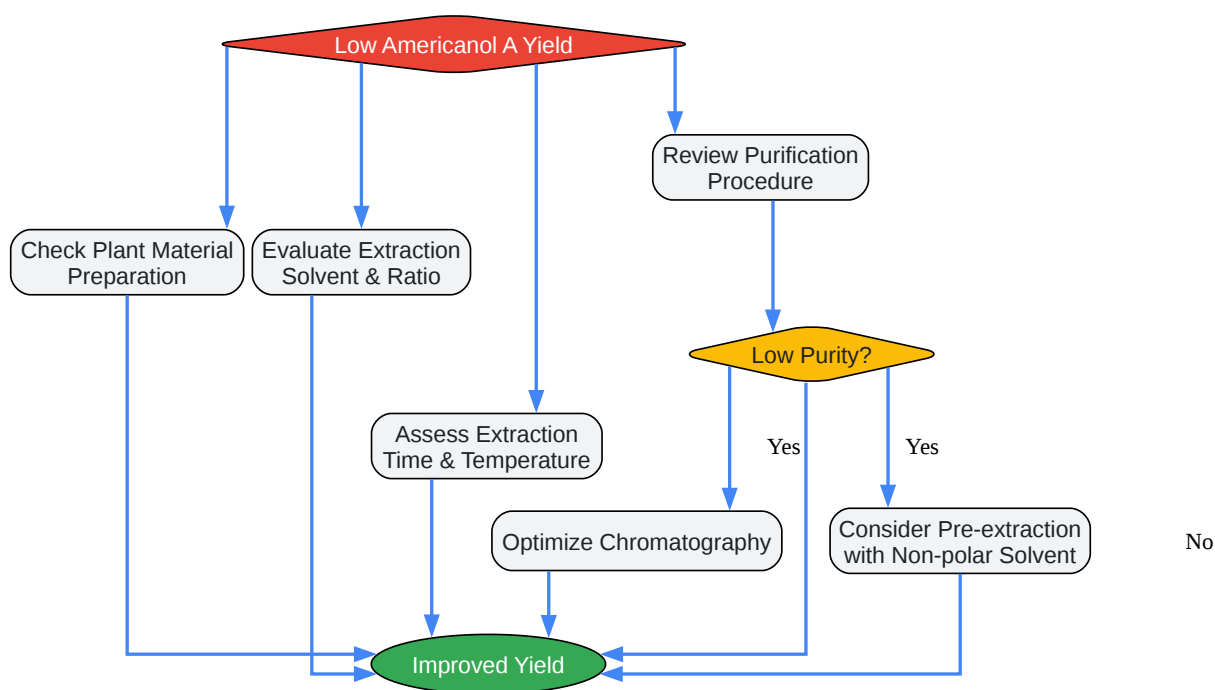 Low Americanol A Yield
Review Purification
Procedure
Check Plant Material
Preparation
Evaluate Extraction
Solvent & Ratio
Low Purity?
Assess Extraction
Time & Temperature
Yes
Yes
Optimize Chromatography
Consider Pre-extraction
with Non-polar Solvent
No
Improved Yield